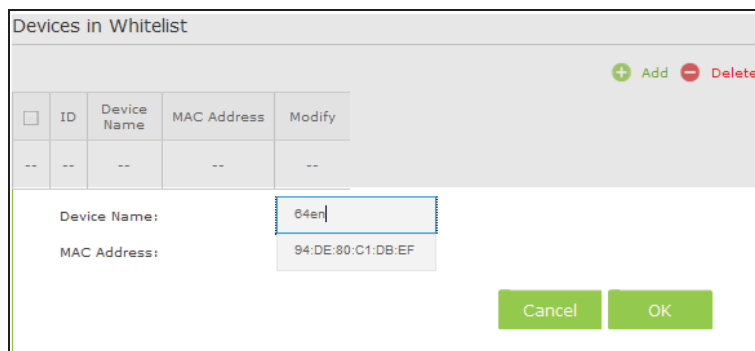 Devices in Whitelist
Add Delete
ID Device Name MAC Address Modify
-- -- -- -- --
Device Name: 64en
MAC Address: 94:DE:80:C1:DB:EF
Cancel OK